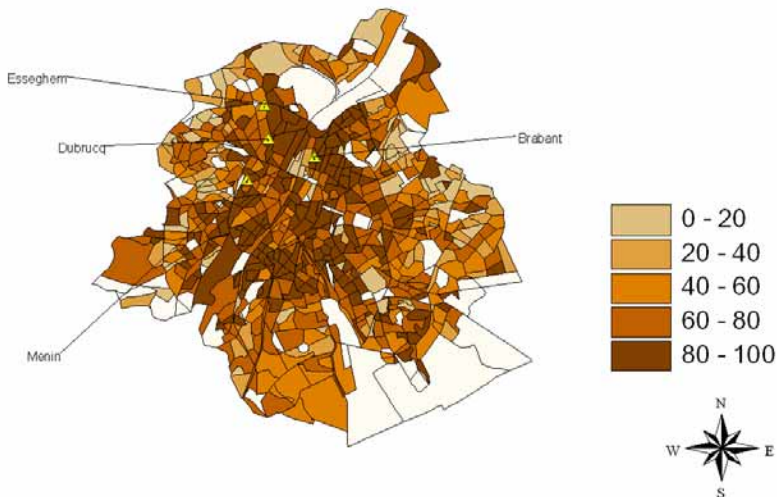 Esseghem
Dubrucq
Brabant
Menin
0 - 20
20 - 40
40 - 60
60 - 80
80 - 100
N
W E
S